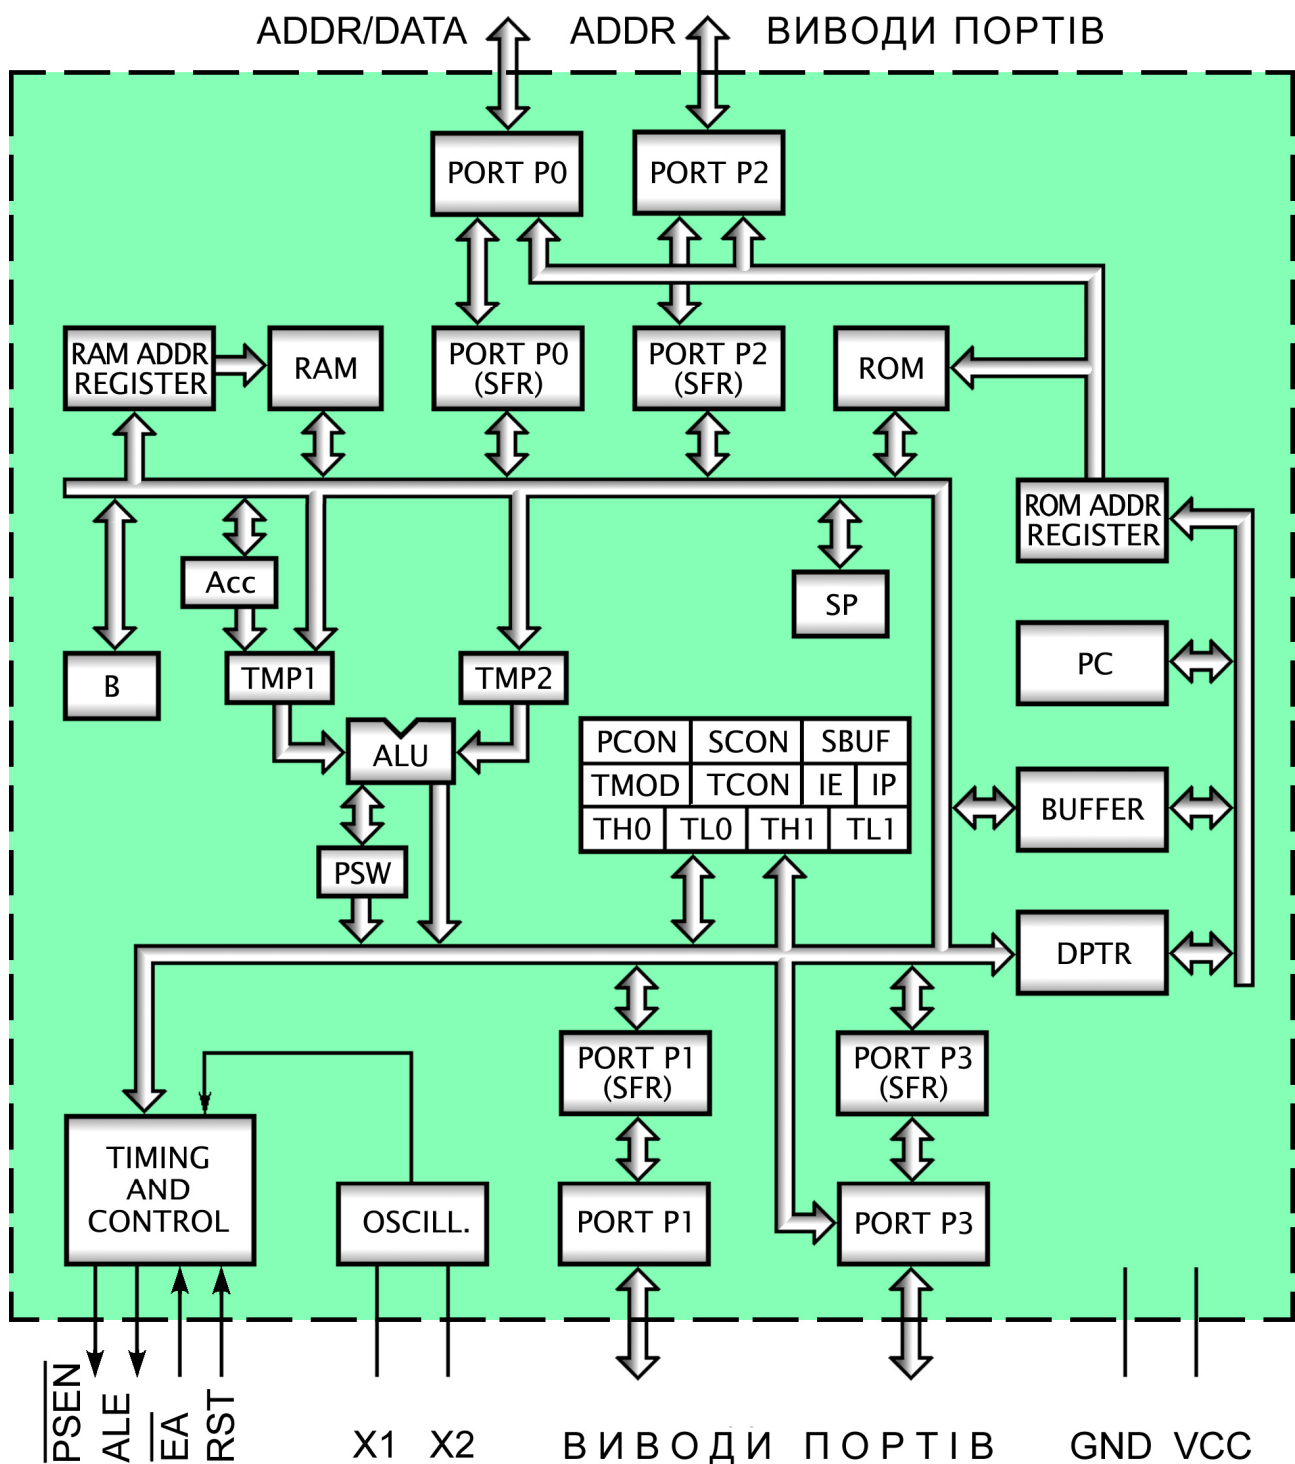 ADDR/DATA ADDR ВИВОДИ ПОРТІВ
PORT P0
PORT P2
RAM ADDR
REGISTER
RAM
PORT P0
(SFR)
PORT P2
(SFR)
ROM
ROM ADDR
REGISTER
Acc
SP
B
TMP1
TMP2
PC
ALU
PCON SCON SBUF
TMOD TCON IE IP
TH0 TL0 TH1 TL1
BUFFER
PSW
DPTR
PORT P1
(SFR)
PORT P3
(SFR)
TIMING
AND
CONTROL
OSCILL.
PORT P1
PORT P3
PSEN
ALE
EA
RST
X1 X2 ВИВОДИ ПОРТІВ GND VCC